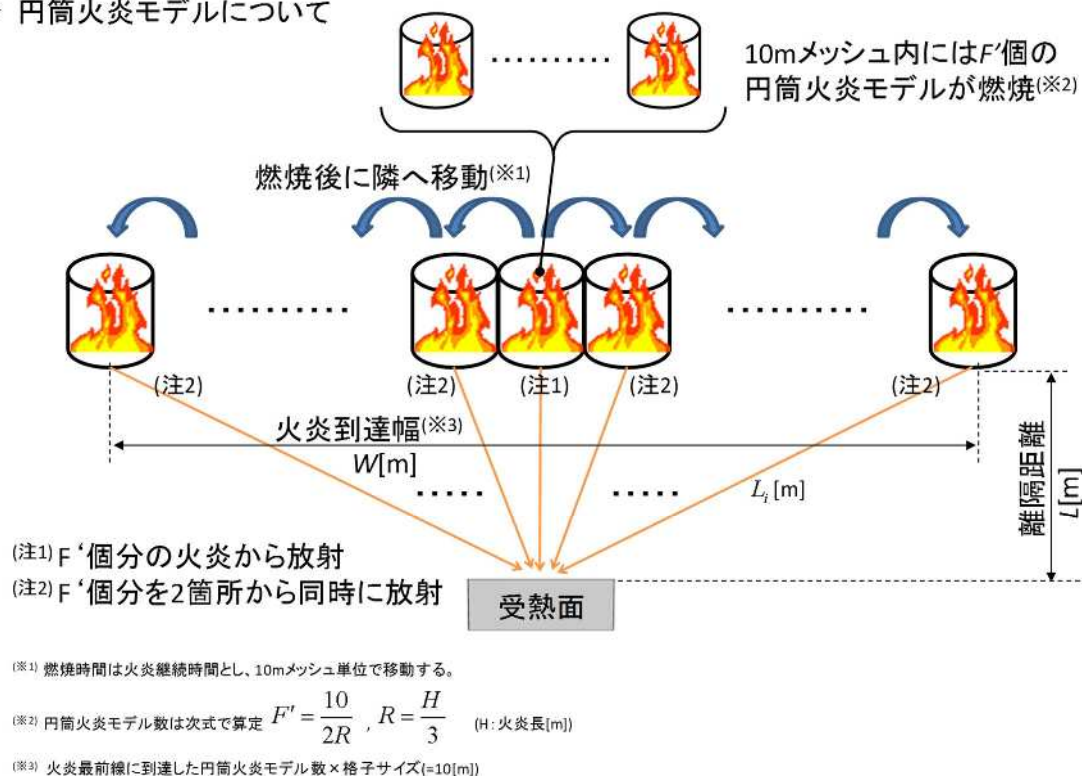 円筒火炎モデルについて
10mメッシュ内にはF'個の
円筒火炎モデルが燃焼(※2)
燃焼後に隣へ移動(※1)
(注2)
(注2)
(注1)
(注2)
(注2)
火炎到達幅(※3)
W[m]
L_i [m]
離隔距離
L[m]
(注1) F '個分の火炎から放射
(注2) F '個分を2箇所から同時に放射
受熱面
(※1) 燃焼時間は火炎継続時間とし、10mメッシュ単位で移動する。
(※2) 円筒火炎モデル数は次式で算定 F' = 10/2R , R = H/3 (H:火炎長[m])
(※3) 火炎最前線に到達した円筒火炎モデル数×格子サイズ(=10[m])